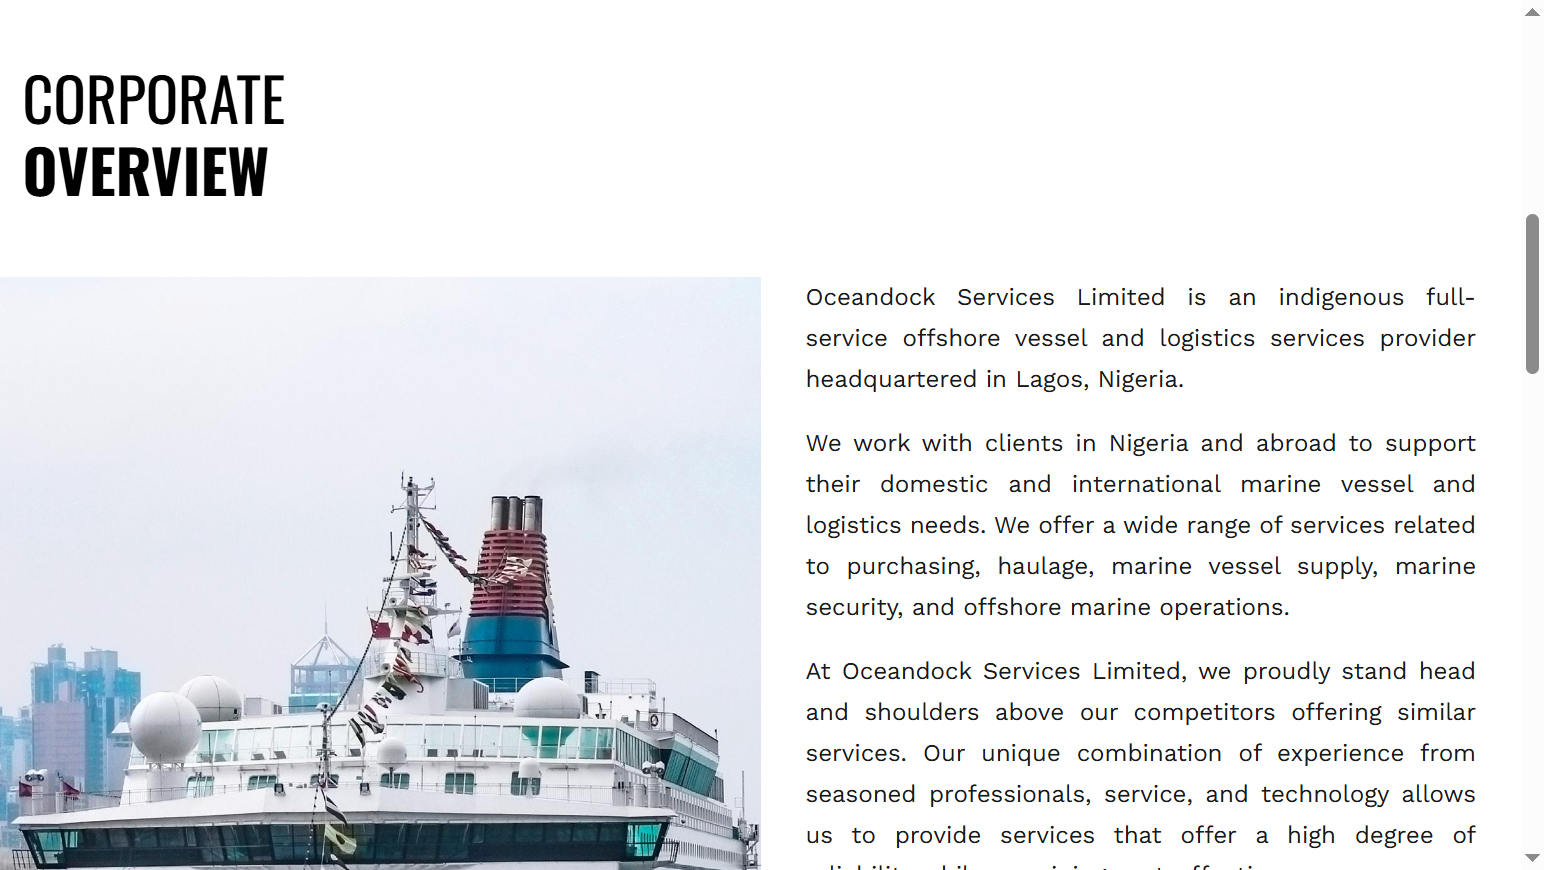 CORPORATE
OVERVIEW
Oceandock Services Limited is an indigenous full-
service offshore vessel and logistics services provider
headquartered in Lagos, Nigeria.
We work with clients in Nigeria and abroad to support
their domestic and international marine vessel and
logistics needs. We offer a wide range of services related
to purchasing, haulage, marine vessel supply, marine
security, and offshore marine operations.
At Oceandock Services Limited, we proudly stand head
and shoulders above our competitors offering similar
services. Our unique combination of experience from
seasoned professionals, service, and technology allows
us to provide services that offer a high degree of